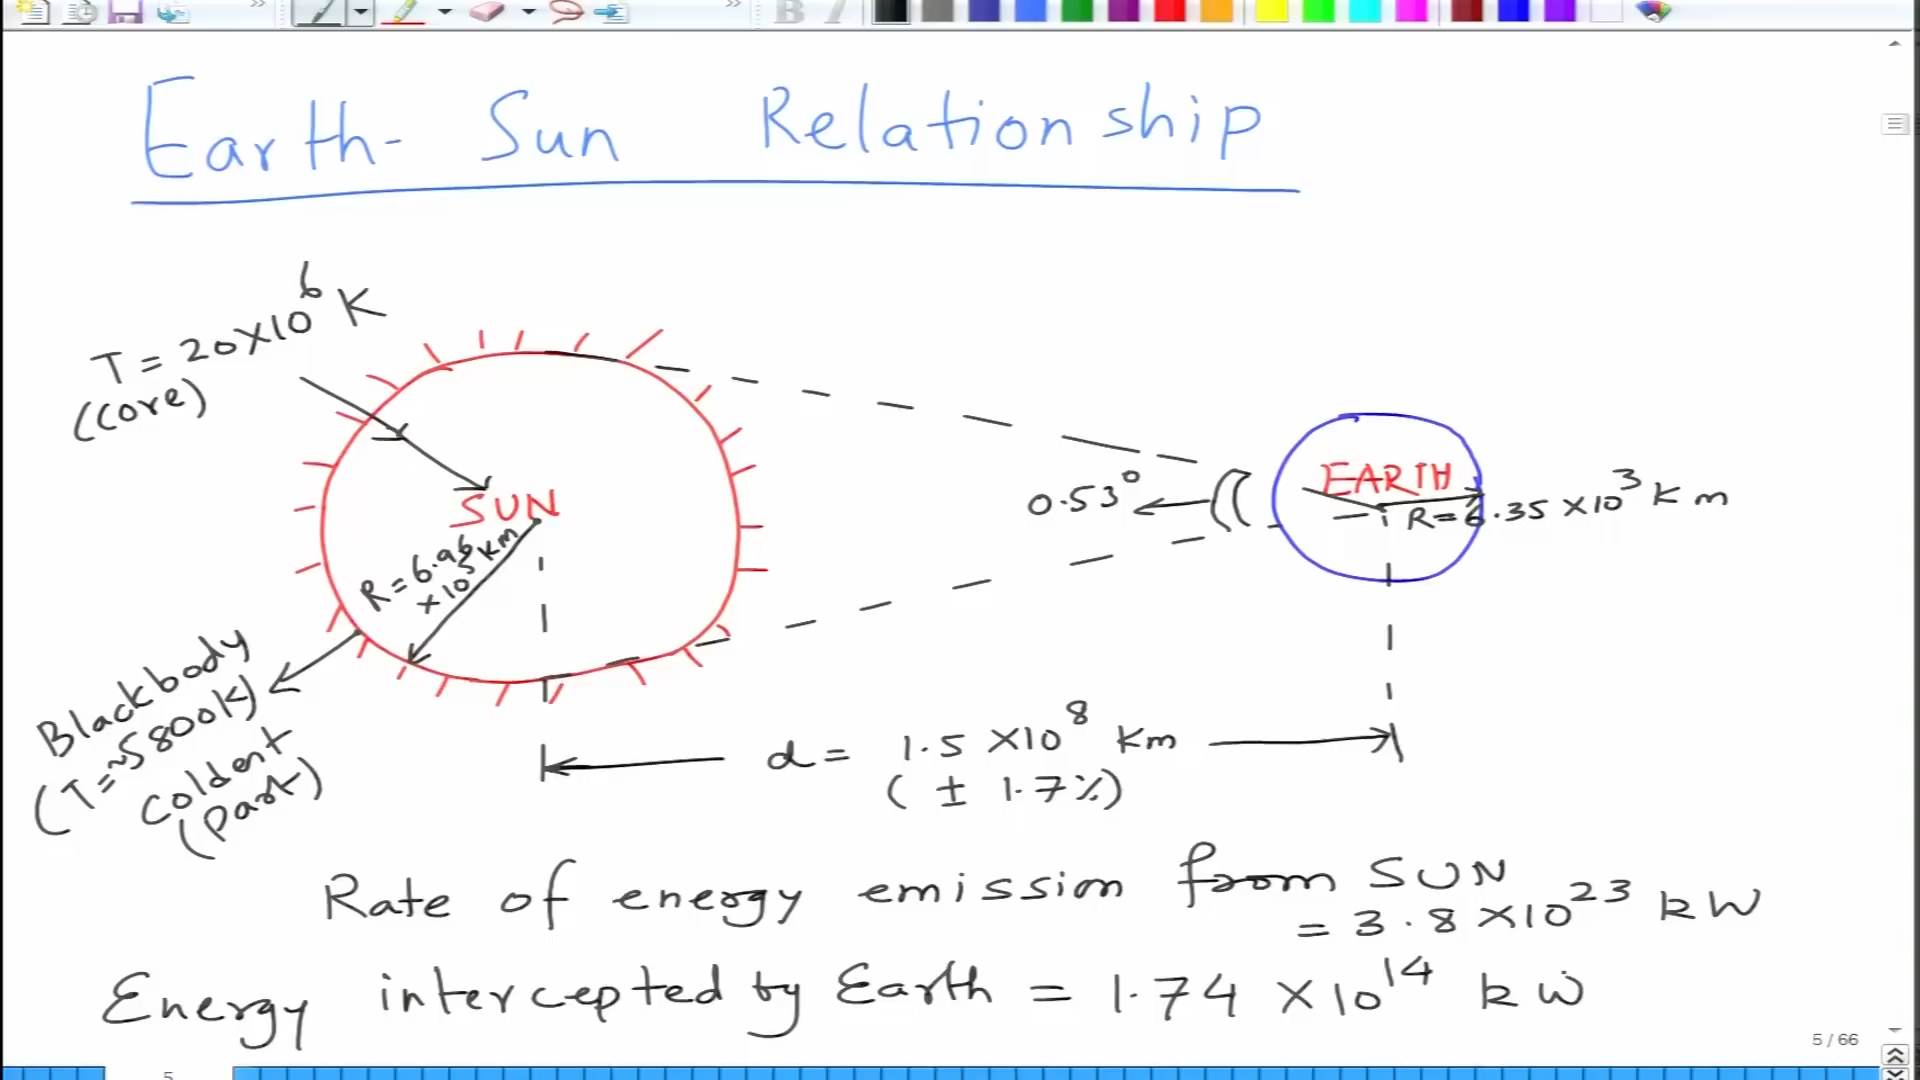 Earth- Sun Relationship
T = 20×10⁶ K
(core)
SUN
R = 6.96
×10⁵ km
Blackbody
(T=~5800K)
Coldent
(part)
0.53°
EARTH
R=6.35 ×10³ Km
d = 1.5 ×10⁸ Km
( ± 1.7%)
Rate of energy emission from SUN
= 3.8 ×10²³ kW
Energy intercepted by Earth = 1.74 ×10¹⁴ kW
5 / 66
5